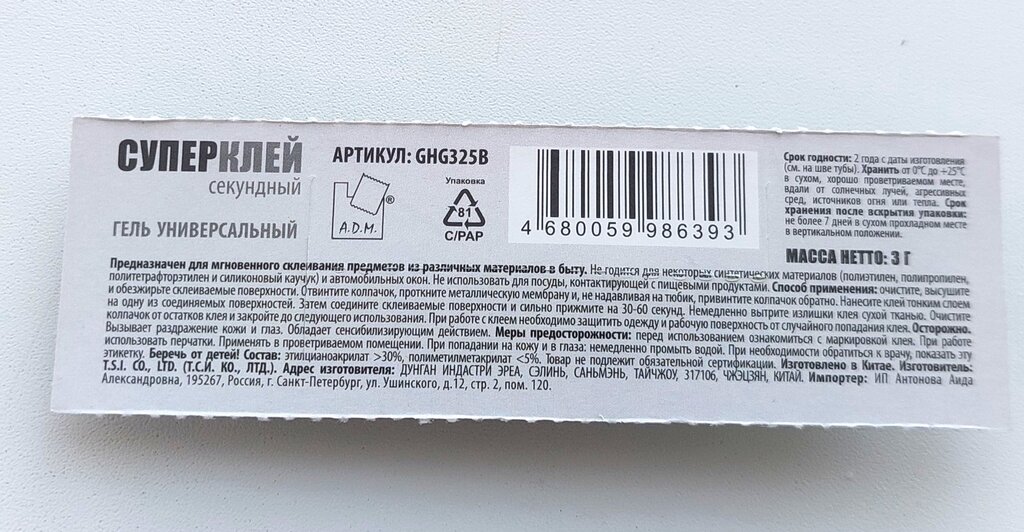 СУПЕРКЛЕЙ
секундный
ГЕЛЬ УНИВЕРСАЛЬНЫЙ
АРТИКУЛ: GHG325B
A.D.M.
®
Упаковка
81
C/PAP
4 680059 986393
Срок годности: 2 года с даты изготовления
(см. на шве тубы). Хранить от 0°С до +25°С
в сухом, хорошо проветриваемом месте,
вдали от солнечных лучей, агрессивных
сред, источников огня или тепла. Срок
хранения после вскрытия упаковки:
не более 7 дней в сухом прохладном месте
в вертикальном положении.
МАССА НЕТТО: 3 Г
Предназначен для мгновенного склеивания предметов из различных материалов в быту. Не годится для некоторых синтетических материалов (полиэтилен, полипропилен,
политетрафторэтилен и силиконовый каучук) и автомобильных окон. Не использовать для посуды, контактирующей с пищевыми продуктами. Способ применения: очистите, высушите
и обезжирьте склеиваемые поверхности. Отвинтите колпачок, проткните металлическую мембрану и, не надавливая на тюбик, привинтите колпачок обратно. Нанесите клей тонким слоем
на одну из соединяемых поверхностей. Затем соедините склеиваемые поверхности и сильно прижмите на 30-60 секунд. Немедленно вытрите излишки клея сухой тканью. Очистите
колпачок от остатков клея и закройте до следующего использования. При работе с клеем необходимо защитить одежду и рабочую поверхность от случайного попадания клея. Осторожно.
Вызывает раздражение кожи и глаз. Обладает сенсибилизирующим действием. Меры предосторожности: перед использованием ознакомиться с маркировкой клея. При работе
использовать перчатки. Применять в проветриваемом помещении. При попадании на кожу и в глаза: немедленно промыть водой. При необходимости обратиться к врачу, показать эту
этикетку. Беречь от детей! Состав: этилцианоакрилат >30%, полиметилметакрилат <5%. Товар не подлежит обязательной сертификации. Изготовлено в Китае. Изготовитель:
T.S.I. CO., LTD. (Т.С.И. КО., ЛТД.). Адрес изготовителя: ДУНГАН ИНДАСТРИ ЭРЕА, СЭЛИНЬ, САНЬМЭНЬ, ТАЙЧЖОУ, 317106, ЧЖЭЦЗЯН, КИТАЙ. Импортер: ИП Антонова Аида
Александровна, 195267, Россия, г. Санкт-Петербург, ул. Ушинского, д.12, стр. 2, пом. 120.